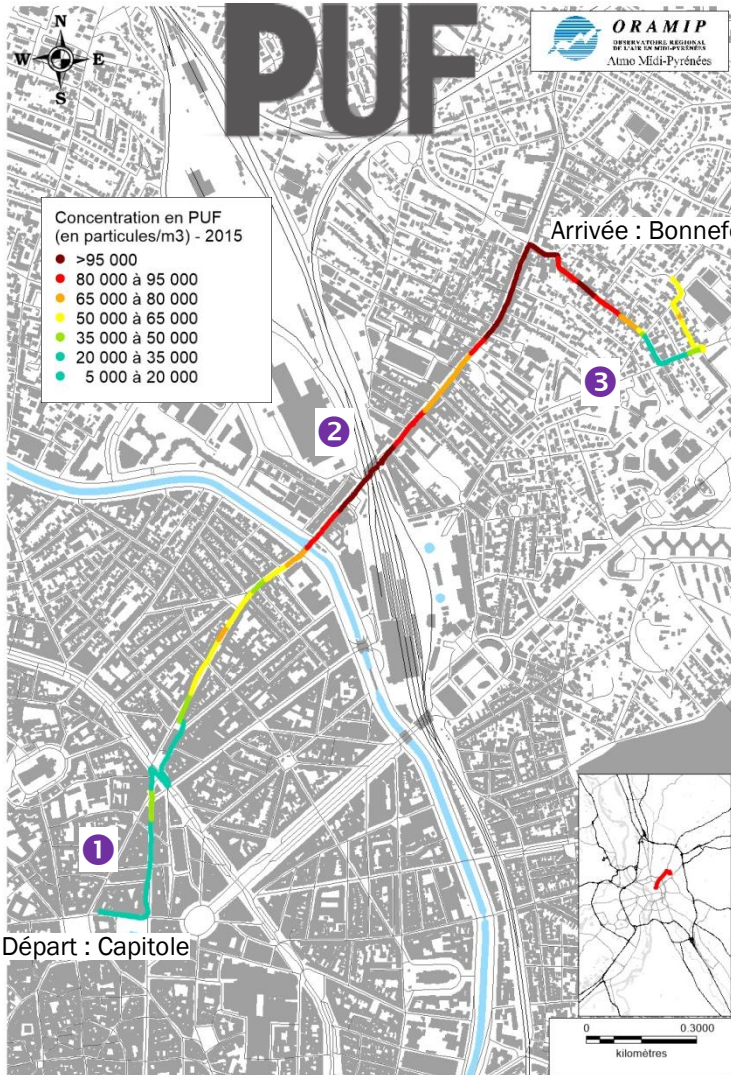 PUF
N
W
E
S
ORAMIP
OBSERVATOIRE RÉGIONAL
DE L'AIR EN MIDI-PYRÉNÉES
Atmo Midi-Pyrénées
Concentration en PUF
(en particules/m3) - 2015
>95 000
80 000 à 95 000
65 000 à 80 000
50 000 à 65 000
35 000 à 50 000
20 000 à 35 000
5 000 à 20 000
Arrivée : Bonnefo
3
2
1
Départ : Capitole
0 0.3000
kilomètres